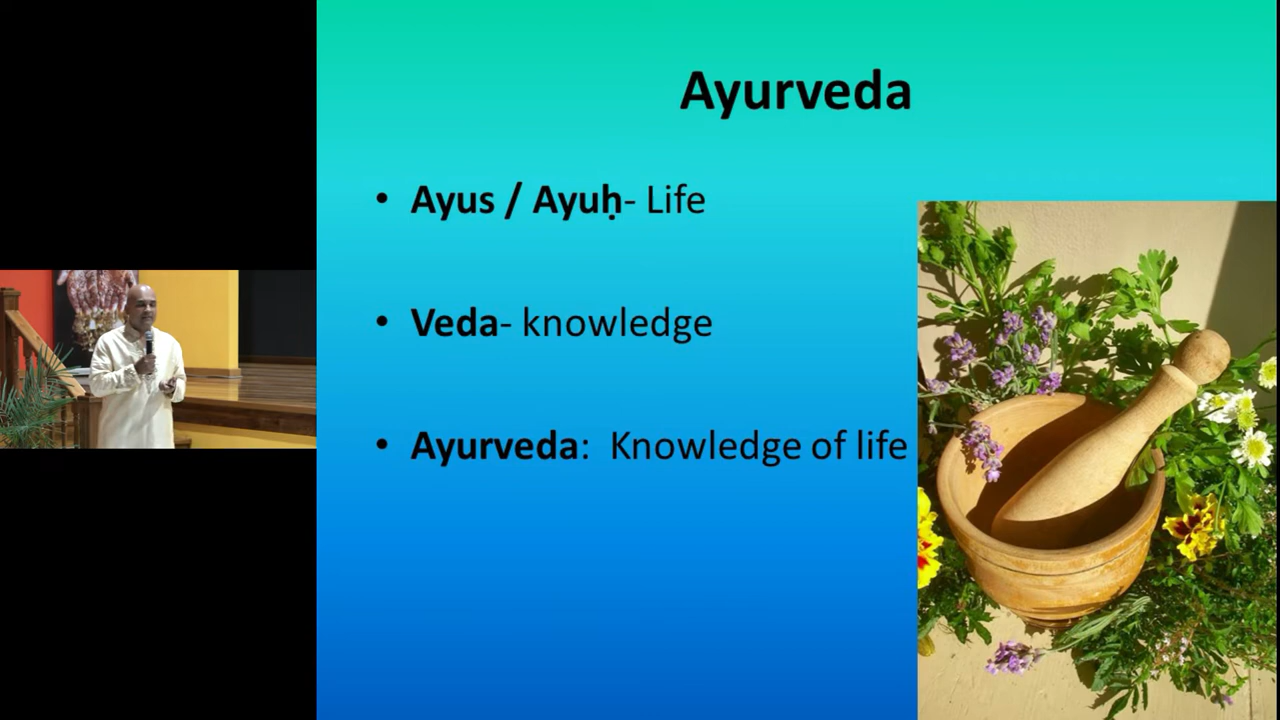 Ayurveda
• Ayus / Ayuḥ- Life
• Veda- knowledge
• Ayurveda:  Knowledge of life